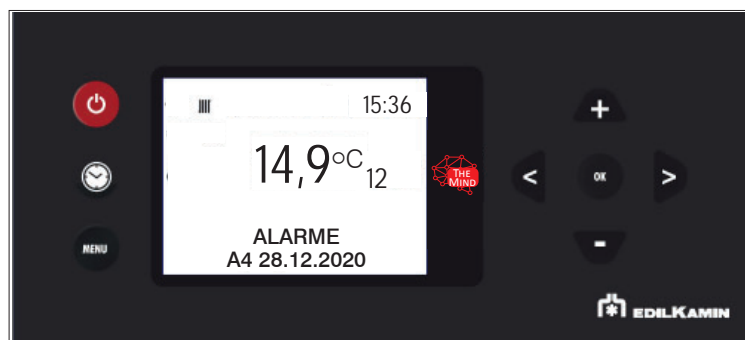 15:36
14,9°C 12
THE
MIND
OK
MENU
ALARME
A4 28.12.2020
EDILKAMIN